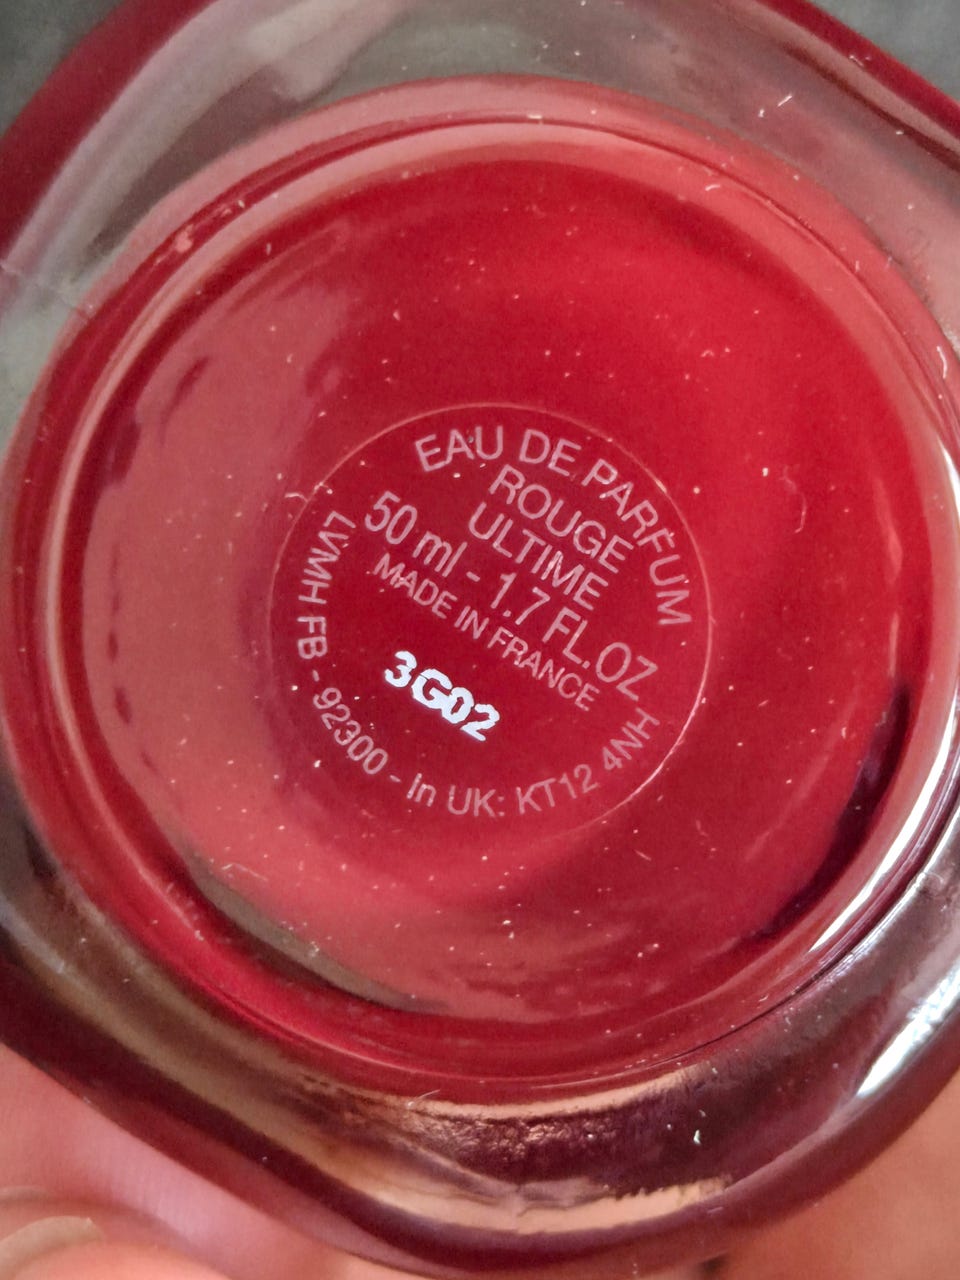 EAU DE PARFUM
ROUGE
ULTIME
50 ml - 1.7 FL.OZ
MADE IN FRANCE
3G02
LVMH FB - 92300 - In UK: KT12 4NH